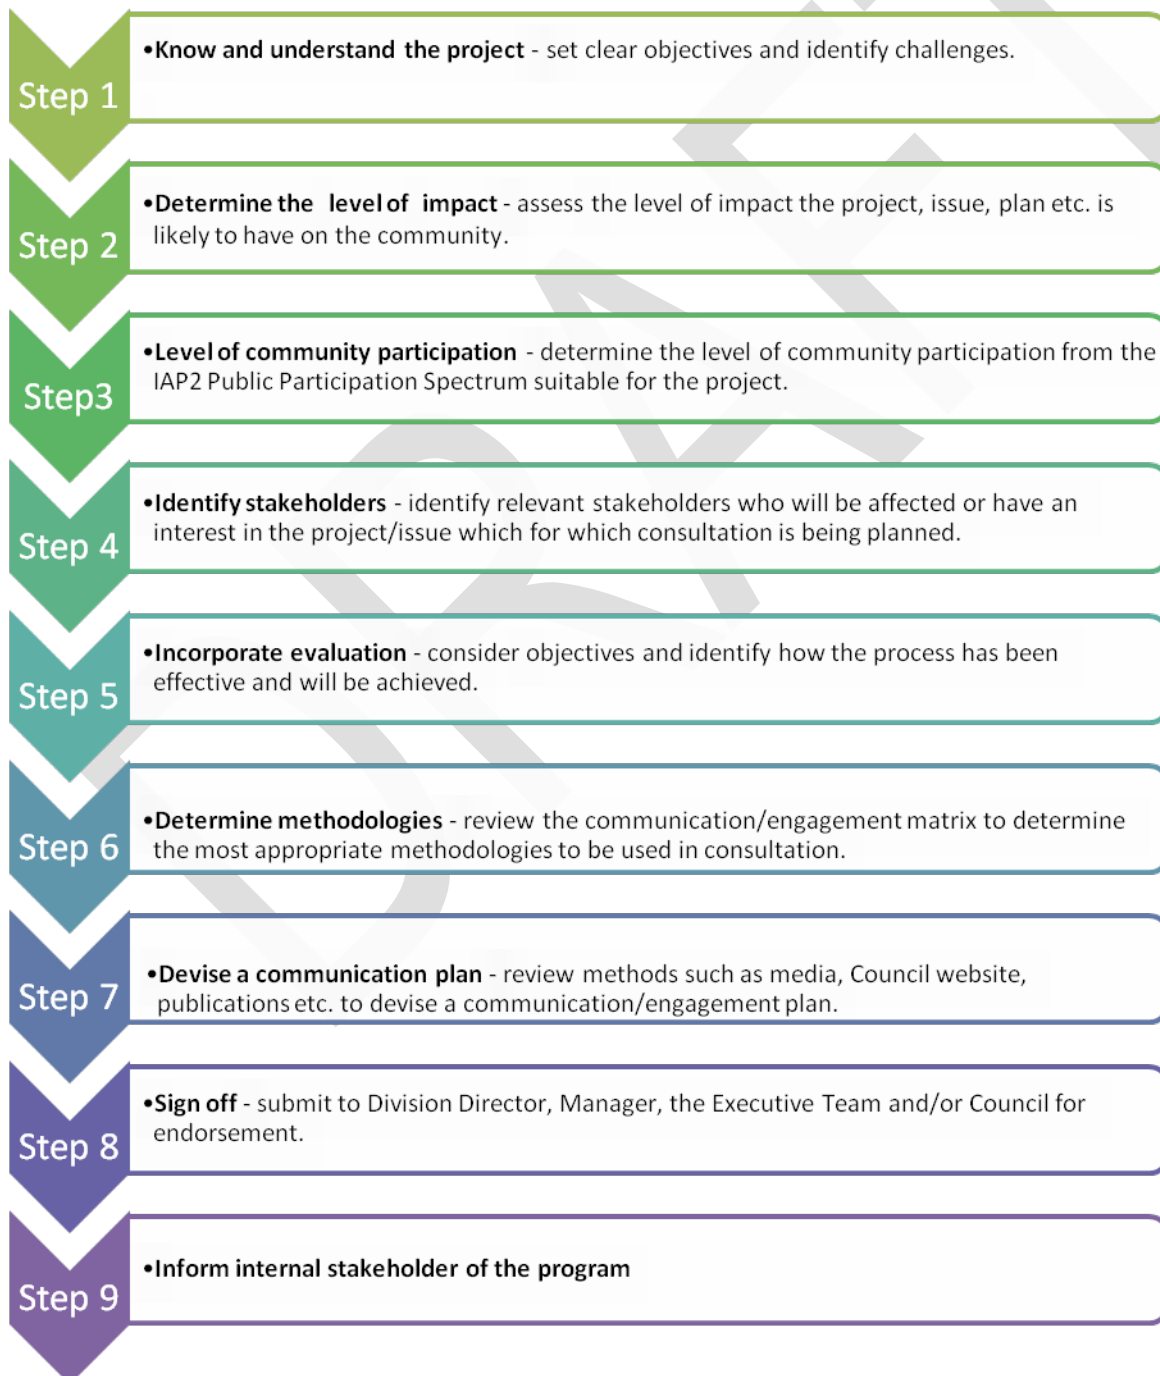 Step 1
•Know and understand the project - set clear objectives and identify challenges.
Step 2
•Determine the level of impact - assess the level of impact the project, issue, plan etc. is
likely to have on the community.
Step3
•Level of community participation - determine the level of community participation from the
IAP2 Public Participation Spectrum suitable for the project.
Step 4
•Identify stakeholders - identify relevant stakeholders who will be affected or have an
interest in the project/issue which for which consultation is being planned.
Step 5
•Incorporate evaluation - consider objectives and identify how the process has been
effective and will be achieved.
Step 6
•Determine methodologies - review the communication/engagement matrix to determine
the most appropriate methodologies to be used in consultation.
Step 7
•Devise a communication plan - review methods such as media, Council website,
publications etc. to devise a communication/engagement plan.
Step 8
•Sign off - submit to Division Director, Manager, the Executive Team and/or Council for
endorsement.
Step 9
•Inform internal stakeholder of the program
DRAFT